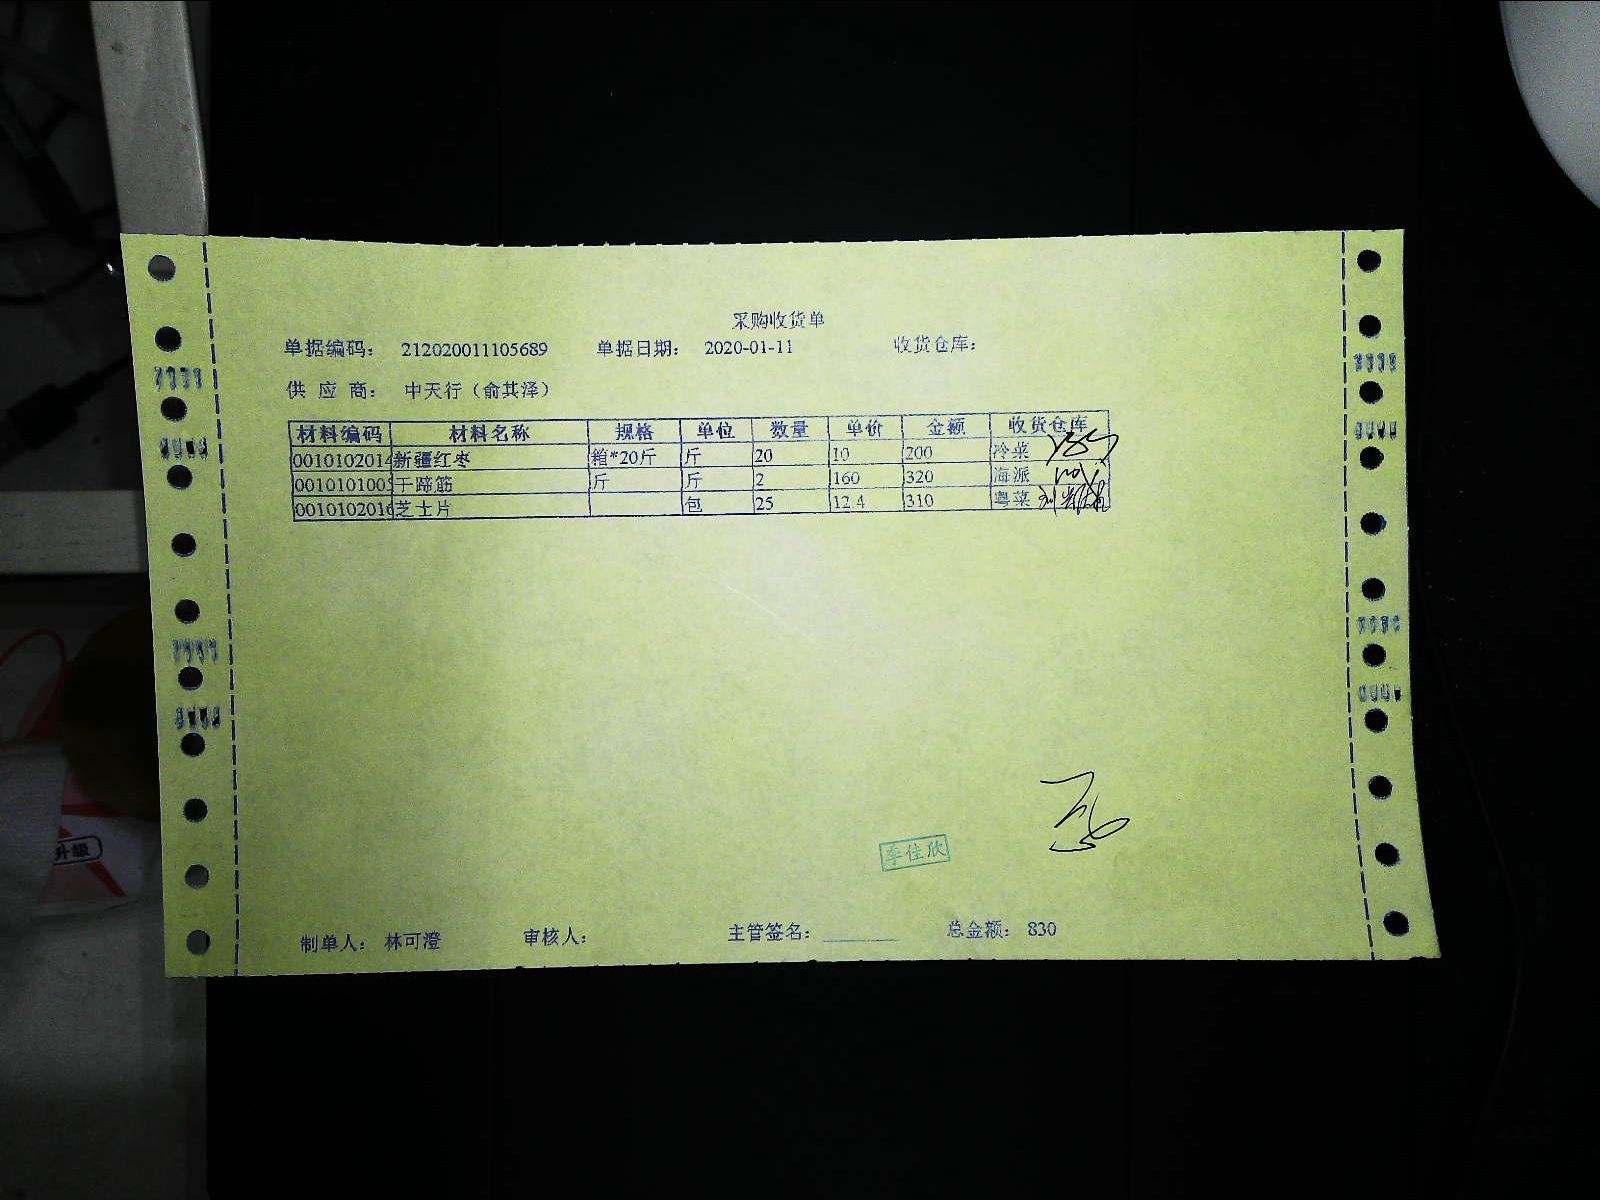 采购收货单
单据编码： 212020011105689 单据日期： 2020-01-11 收货仓库：
供 应 商： 中天行（俞其泽）
材料编码 材料名称 规格 单位 数量 单价 金额 收货仓库
0010102014 新疆红枣 箱*20斤 斤 20 10 200 冷菜
001010100 干蹄筋 斤 斤 2 160 320 海派
001010201 芝士片 包 25 12.4 310 粤菜
季佳欣
制单人： 林可澄 审核人： 主管签名： 总金额： 830
升級